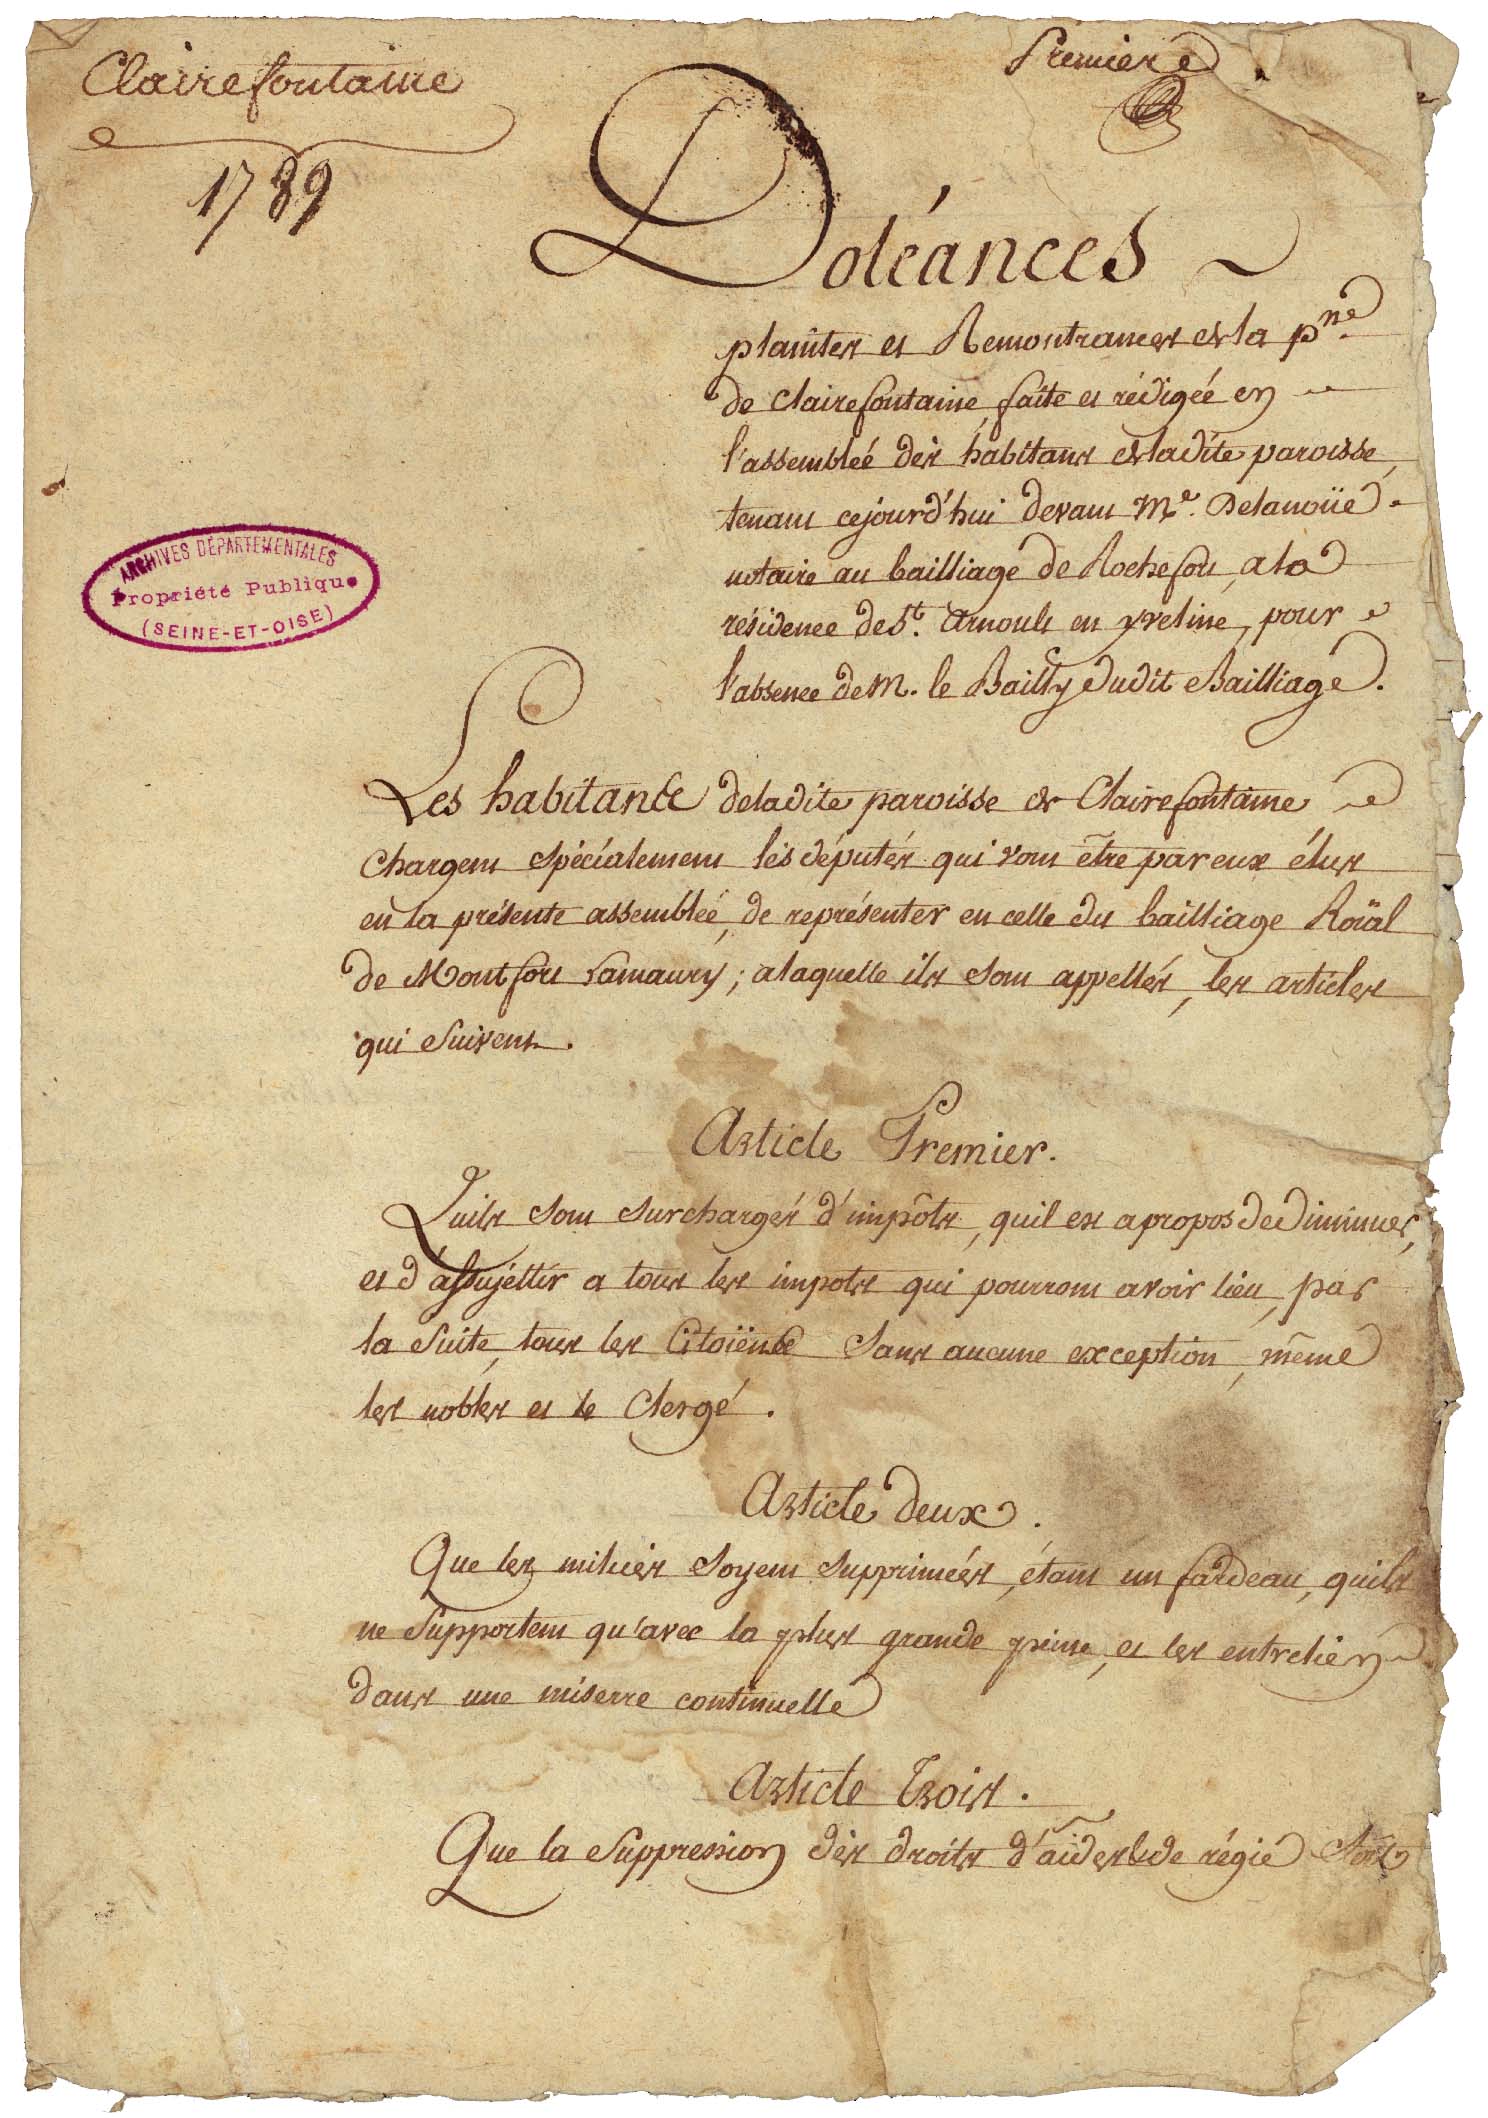 Clairefontaine
1789
Premiere
Doléances
plaintes et Remontrances de la p.ne
de Clairefontaine, faite et rédigée en
l'assembleé des habitans de ladite paroisse,
tenant cejourd'hui devant Me. Delanoüe
notaire au bailliage de Rochefort, a la
résidence de St. Arnoult en yveline, pour
l'absence de M. le Bailly dudit Bailliage.
ARCHIVES DÉPARTEMENTALES
Propriété Publique
(SEINE-ET-OISE)
Les habitants de ladite paroisse de Clairefontaine
chargent spécialement les députés qui vont être par eux élus
en la présente assembleé, de représenter en celle du bailliage Roïal
de Montfort Lamaury; a laquelle ils sont appellés, les articles
qui suivent.
Article Premier.
Quils sont surchargés d'impôts, quil est apropos de diminuer,
et d'assujettir a tous les impots qui pourront avoir lieu, par
la suite, tous les Citoïens sans aucune exception, même
les nobles et le Clergé.
Article deux.
Que les milices soyent supprimées, étant un fardeau, quils
ne supportent qu'avec la plus grande peine, et les entretien
dans une miserre continuelle
Article Trois.
Que la suppression des droits d'aides & de régie soit